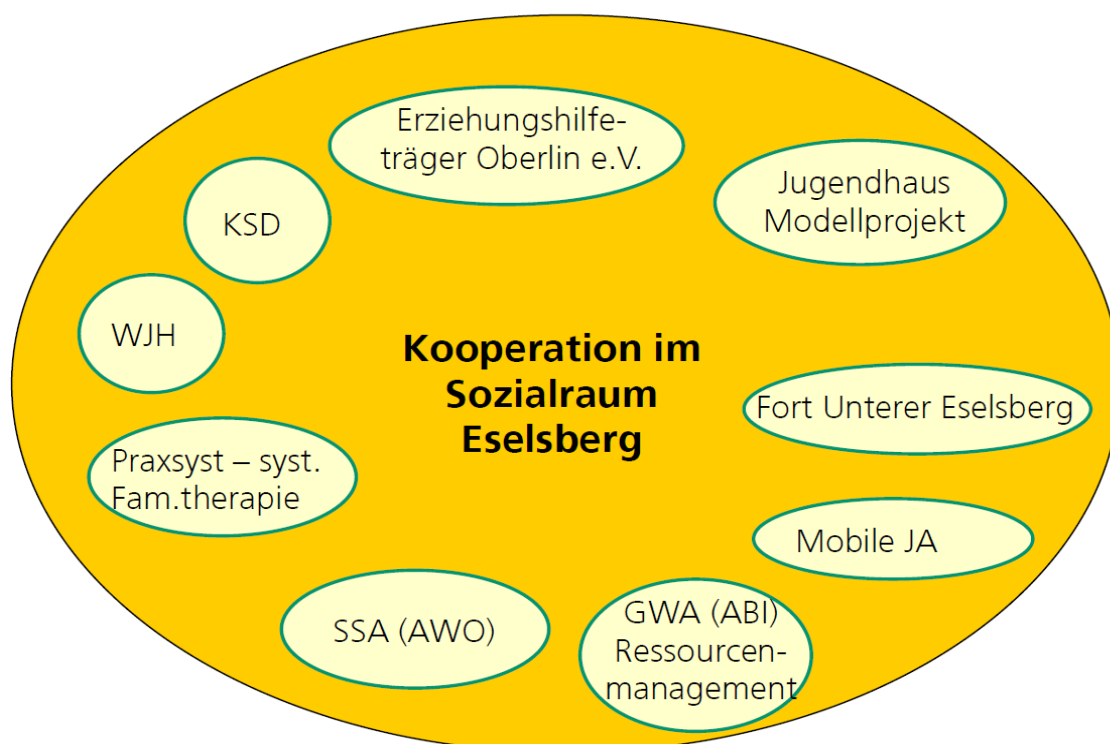 Erziehungshilfe-
träger Oberlin e.V.
Jugendhaus
Modellprojekt
KSD
WJH
Kooperation im
Sozialraum
Eselsberg
Fort Unterer Eselsberg
Praxsyst – syst.
Fam.therapie
Mobile JA
SSA (AWO)
GWA (ABI)
Ressourcen-
management